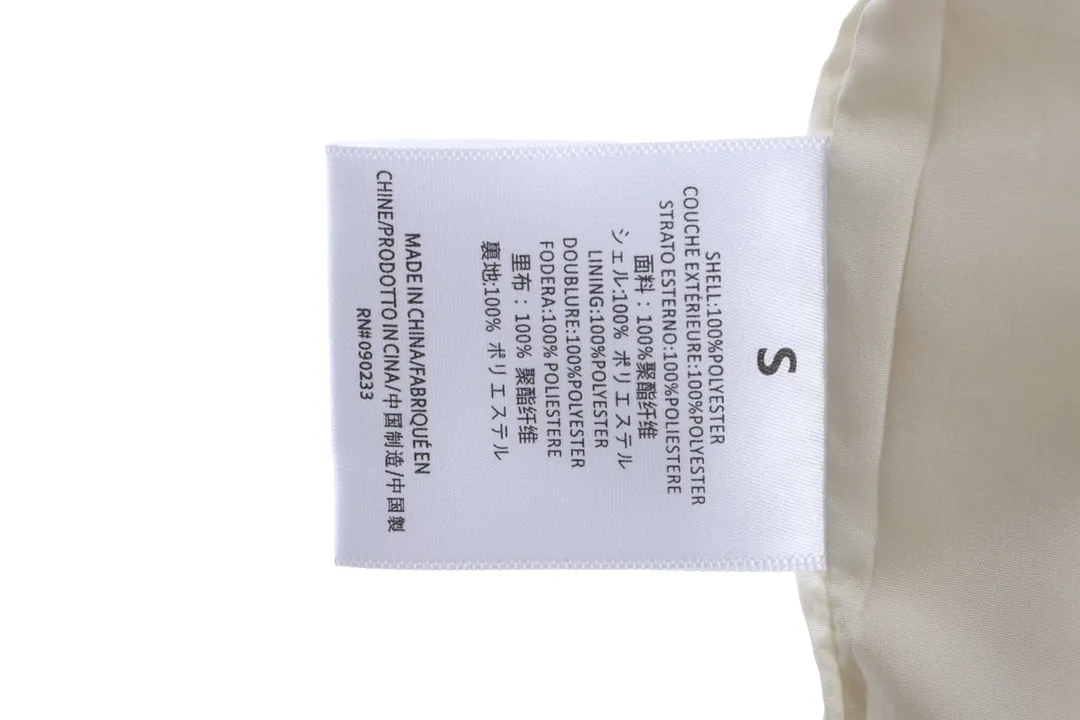 S
SHELL:100%POLYESTER
COUCHE EXTÉRIEURE:100%POLYESTER
STRATO ESTERNO:100%POLIESTERE
面料：100%聚酯纤维
シェル:100% ポリエステル
LINING:100%POLYESTER
DOUBLURE:100%POLYESTER
FODERA:100%POLIESTERE
里布：100% 聚酯纤维
裏地:100% ポリエステル
MADE IN CHINA/FABRIQUÉ EN
CHINE/PRODOTTO IN CINA/中国制造/中国製
RN#090233